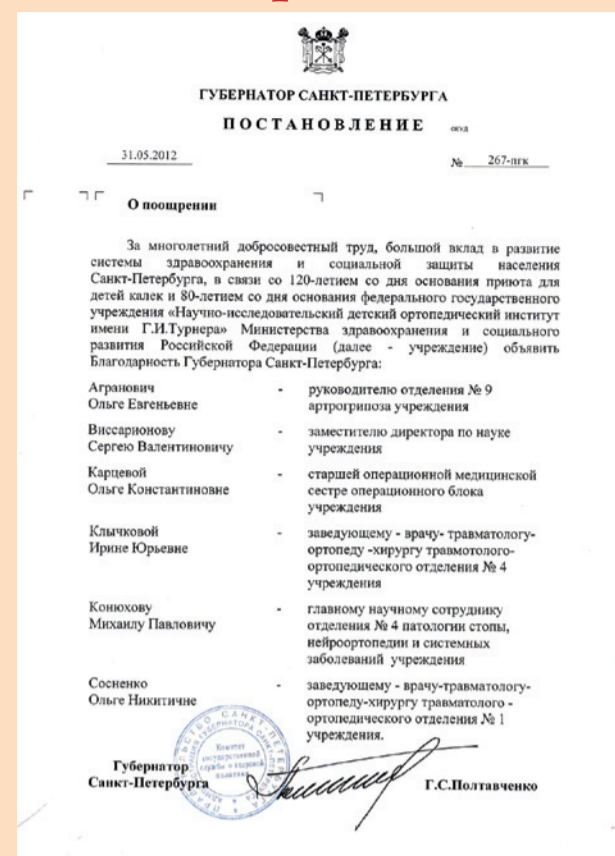 ГУБЕРНАТОР САНКТ-ПЕТЕРБУРГА
ПОСТАНОВЛЕНИЕ окуд
31.05.2012
№ 267-пгк
О поощрении
За многолетний добросовестный труд, большой вклад в развитие
системы здравоохранения и социальной защиты населения
Санкт-Петербурга, в связи со 120-летием со дня основания приюта для
детей калек и 80-летием со дня основания федерального государственного
учреждения «Научно-исследовательский детский ортопедический институт
имени Г.И.Турнера» Министерства здравоохранения и социального
развития Российской Федерации (далее - учреждение) объявить
Благодарность Губернатора Санкт-Петербурга:
Агранович - руководителю отделения № 9
Ольге Евгеньевне артрогрипоза учреждения
Виссарионову - заместителю директора по науке
Сергею Валентиновичу учреждения
Карцевой - старшей операционной медицинской
Ольге Константиновне сестре операционного блока
учреждения
Клычковой - заведующему - врачу- травматологу-
Ирине Юрьевне ортопеду -хирургу травмотолого-
ортопедического отделения № 4
учреждения
Конюхову - главному научному сотруднику
Михаилу Павловичу отделения № 4 патологии стопы,
нейроортопедии и системных
заболеваний учреждения
Сосненко - заведующему - врачу-травматологу-
Ольге Никитичне ортопеду-хирургу травматолого -
ортопедического отделения № 1
учреждения.
Комитет
государственной
службы и кадровой
политики
Губернатор
Санкт-Петербурга Г.С.Полтавченко